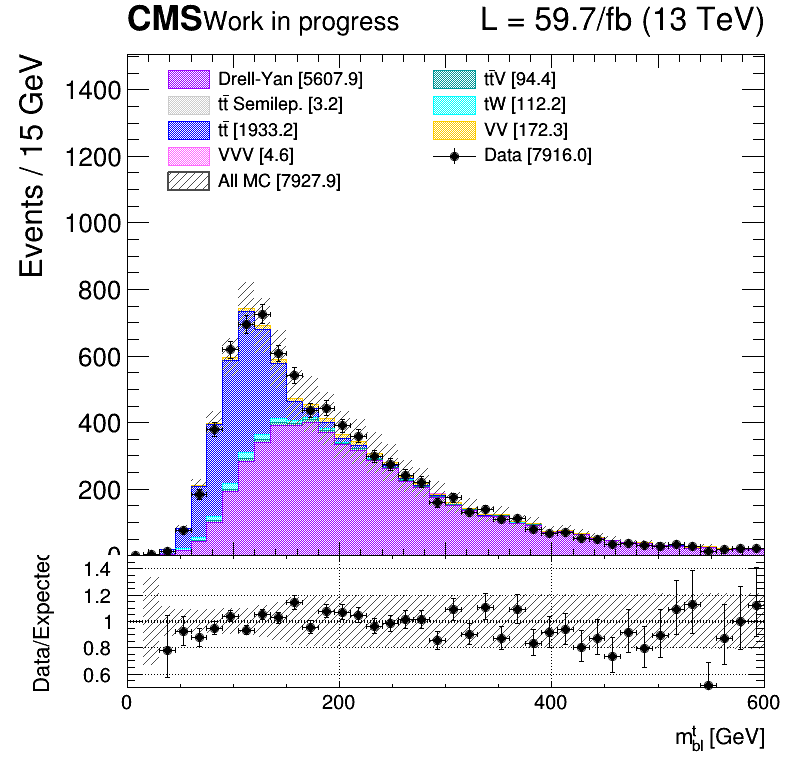 CMS Work in progress L = 59.7/fb (13 TeV)
Events / 15 GeV
Drell-Yan [5607.9] tt̄V [94.4]
tt̄ Semilep. [3.2] tW [112.2]
tt̄ [1933.2] VV [172.3]
VVV [4.6] Data [7916.0]
All MC [7927.9]
1400
1200
1000
800
600
400
200
0
Data/Expected
1.4
1.2
1
0.8
0.6
0 200 400 600
m^t_bl [GeV]